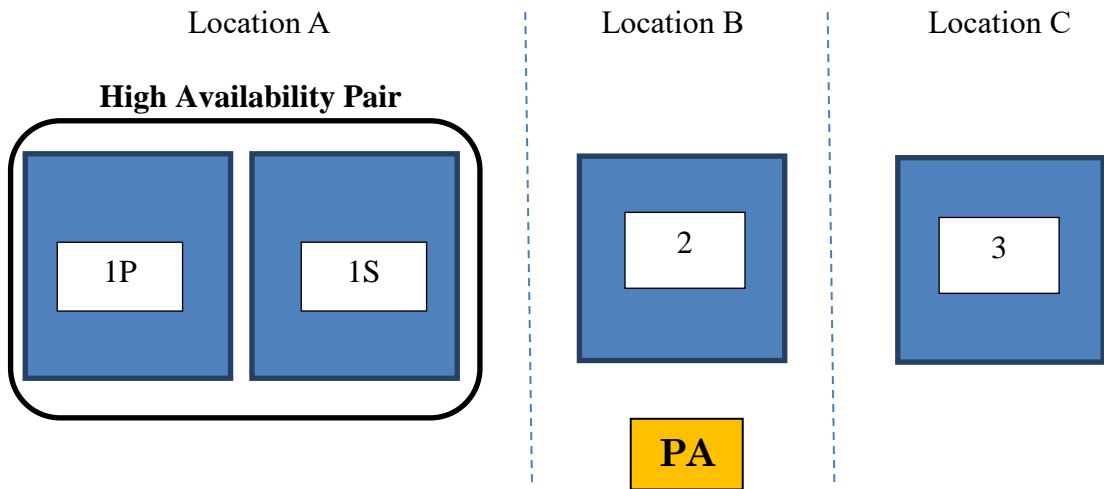 Location A
Location B
Location C
High Availability Pair
1P
1S
2
3
PA